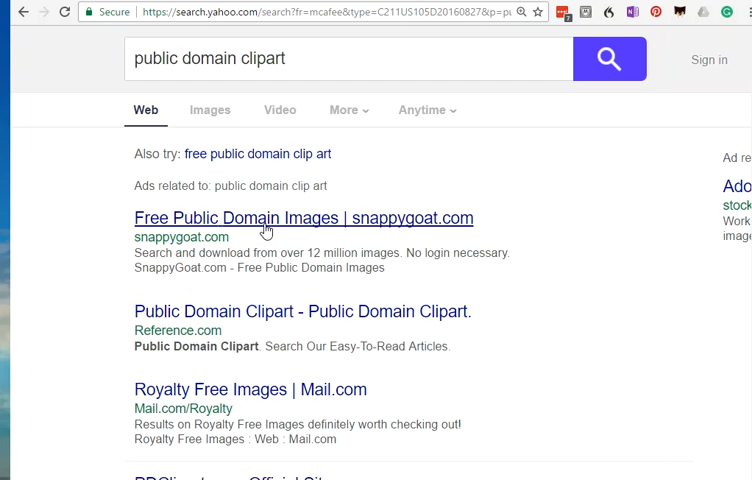 Secure https://search.yahoo.com/search?fr=mcafee&type=C211US105D20160827&p=pu
7
public domain clipart
Sign in
Web Images Video More Anytime
Also try: free public domain clip art
Ad re
Ads related to: public domain clip art
Ado
Free Public Domain Images | snappygoat.com
stock
snappygoat.com
Work
Search and download from over 12 million images. No login necessary.
image
SnappyGoat.com - Free Public Domain Images
Public Domain Clipart - Public Domain Clipart.
Reference.com
Public Domain Clipart. Search Our Easy-To-Read Articles.
Royalty Free Images | Mail.com
Mail.com/Royalty
Results on Royalty Free Images definitely worth checking out!
Royalty Free Images : Web : Mail.com